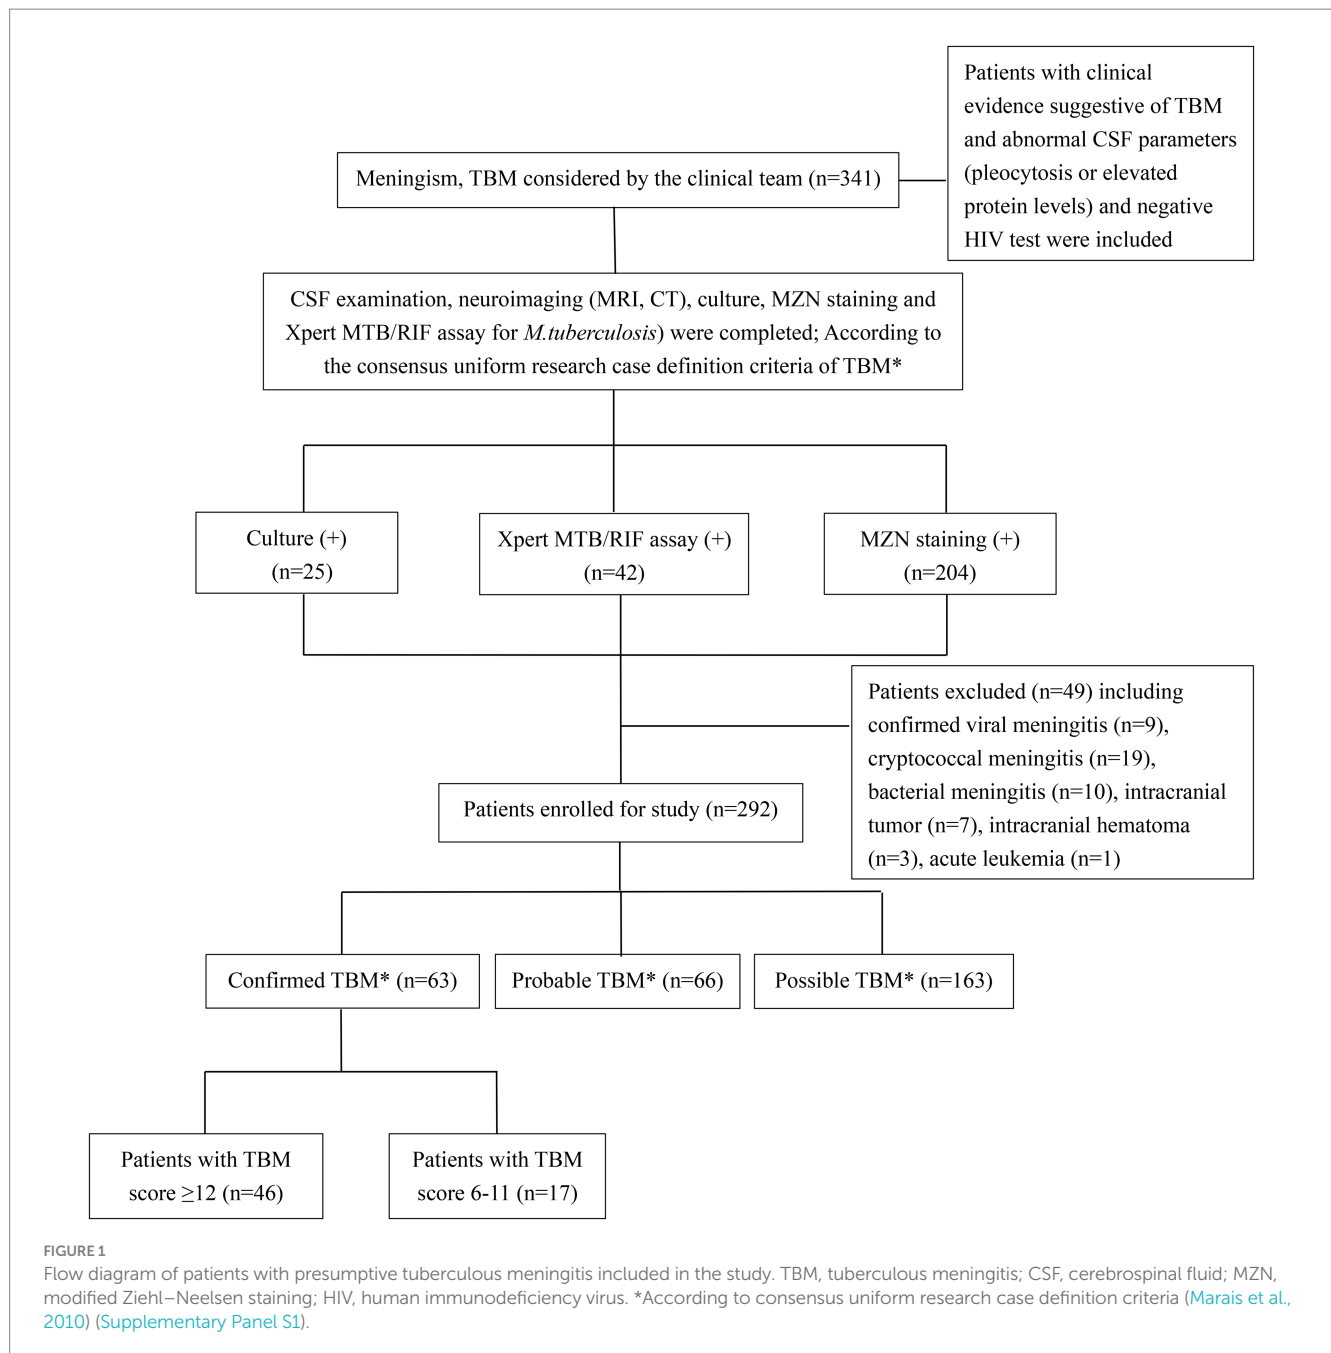 Patients with clinical
evidence suggestive of TBM
and abnormal CSF parameters
(pleocytosis or elevated
protein levels) and negative
HIV test were included
Meningism, TBM considered by the clinical team (n=341)
CSF examination, neuroimaging (MRI, CT), culture, MZN staining and
Xpert MTB/RIF assay for M.tuberculosis) were completed; According to
the consensus uniform research case definition criteria of TBM*
Culture (+)
(n=25)
Xpert MTB/RIF assay (+)
(n=42)
MZN staining (+)
(n=204)
Patients excluded (n=49) including
confirmed viral meningitis (n=9),
cryptococcal meningitis (n=19),
bacterial meningitis (n=10), intracranial
tumor (n=7), intracranial hematoma
(n=3), acute leukemia (n=1)
Patients enrolled for study (n=292)
Confirmed TBM* (n=63)
Probable TBM* (n=66)
Possible TBM* (n=163)
Patients with TBM
score ≥12 (n=46)
Patients with TBM
score 6-11 (n=17)
FIGURE 1
Flow diagram of patients with presumptive tuberculous meningitis included in the study. TBM, tuberculous meningitis; CSF, cerebrospinal fluid; MZN,
modified Ziehl–Neelsen staining; HIV, human immunodeficiency virus. *According to consensus uniform research case definition criteria (Marais et al.,
2010) (Supplementary Panel S1).